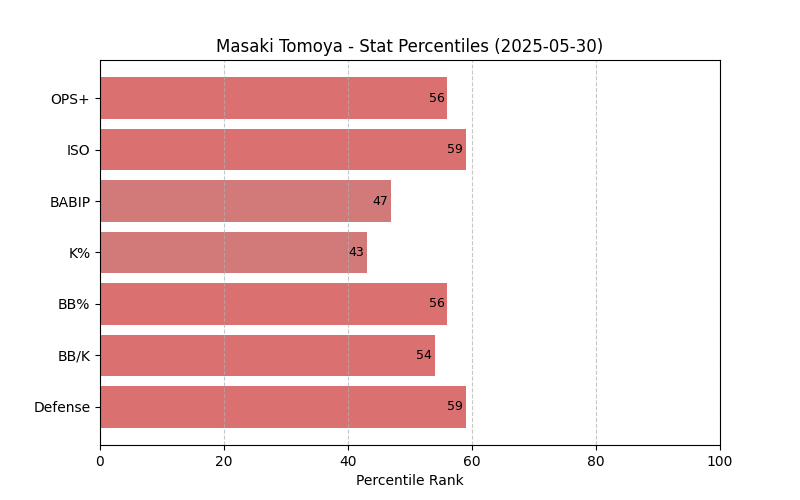 Masaki Tomoya - Stat Percentiles (2025-05-30)
OPS+ 56
ISO 59
BABIP 47
K% 43
BB% 56
BB/K 54
Defense 59
0 20 40 60 80 100
Percentile Rank